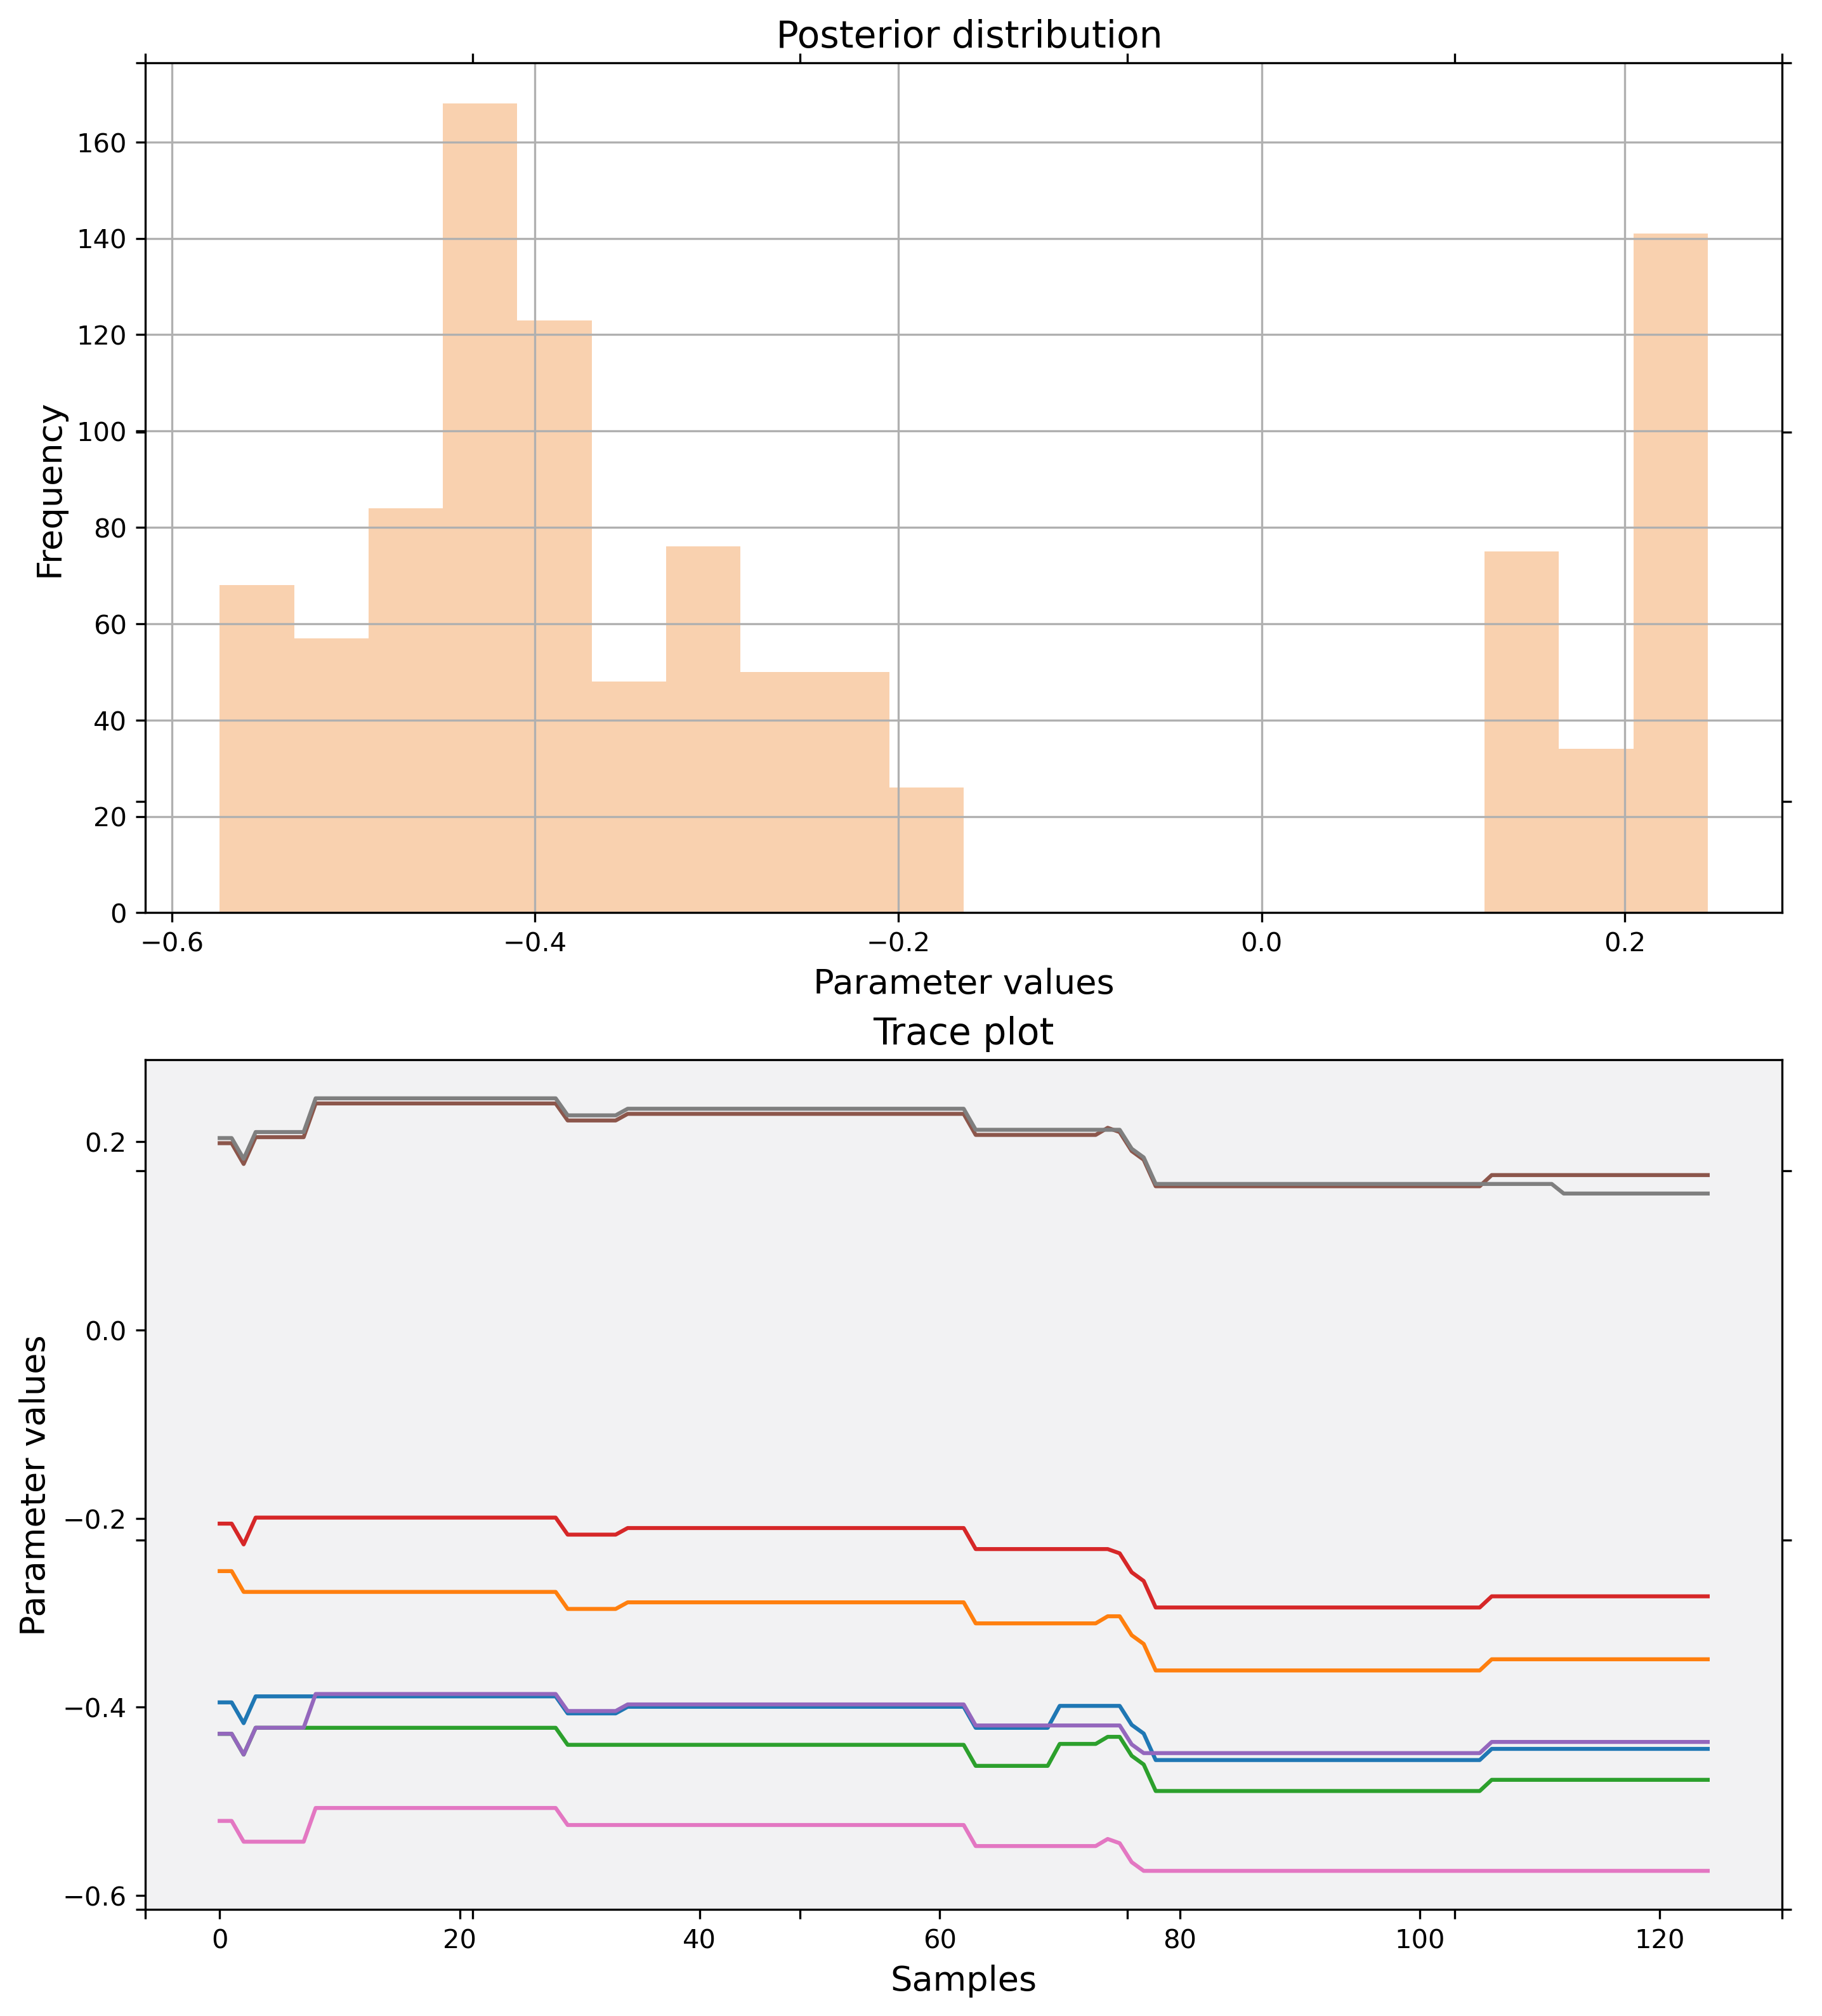 Posterior distribution
160
140
120
100
80
60
40
20
0
Frequency
−0.6 −0.4 −0.2 0.0 0.2
Parameter values
Trace plot
0.2
0.0
−0.2
−0.4
−0.6
Parameter values
0 20 40 60 80 100 120
Samples